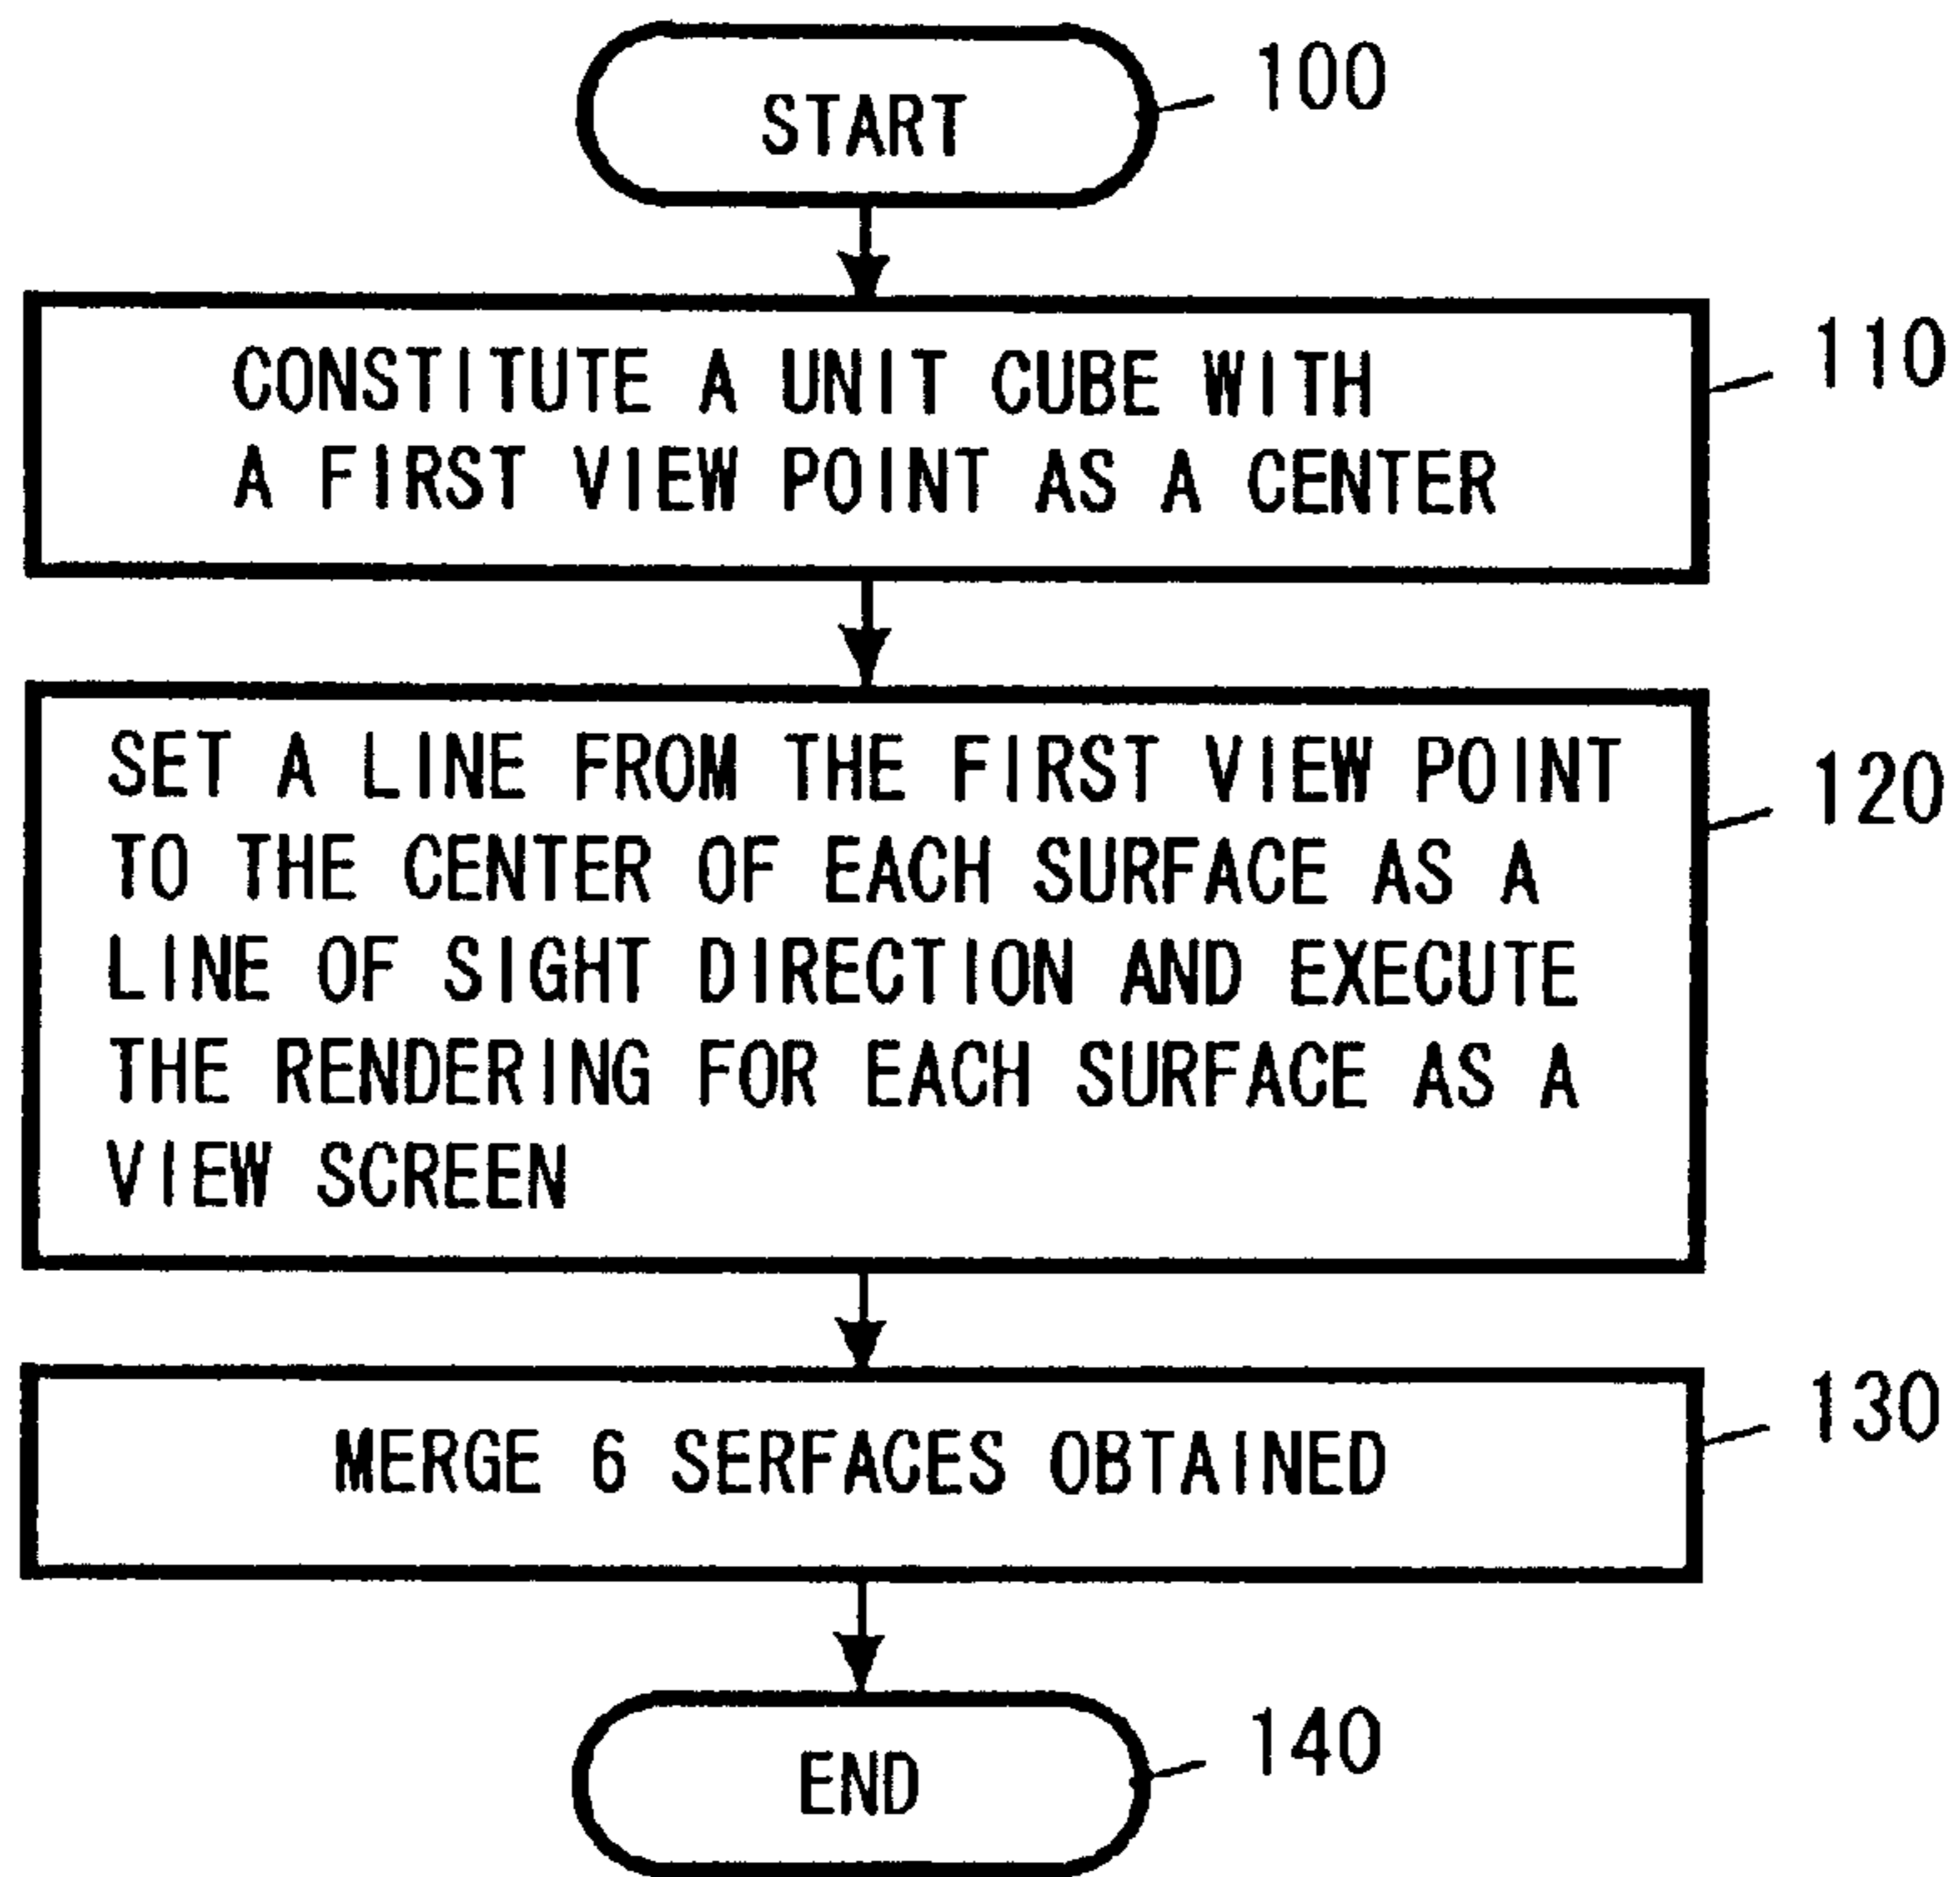 START
100
CONSTITUTE A UNIT CUBE WITH
A FIRST VIEW POINT AS A CENTER
110
SET A LINE FROM THE FIRST VIEW POINT
TO THE CENTER OF EACH SURFACE AS A
LINE OF SIGHT DIRECTION AND EXECUTE
THE RENDERING FOR EACH SURFACE AS A
VIEW SCREEN
120
MERGE 6 SERFACES OBTAINED
130
END
140